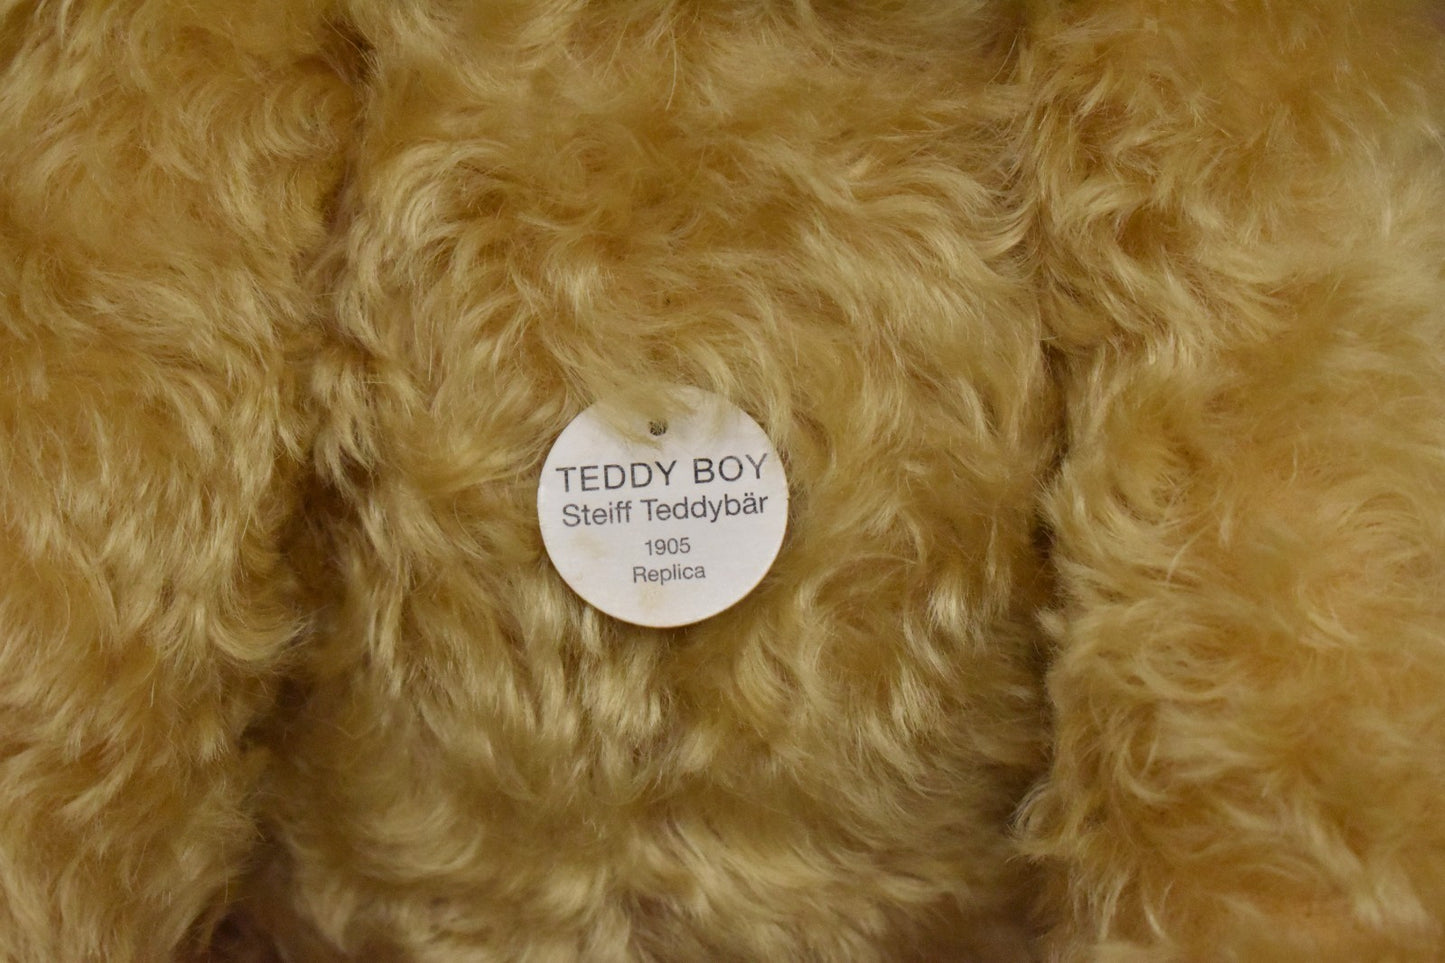 TEDDY BOY
Steiff Teddybär
1905
Replica